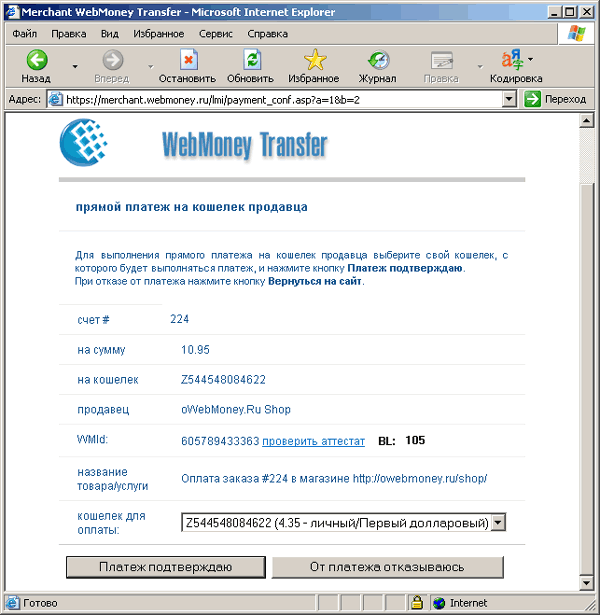 Merchant WebMoney Transfer - Microsoft Internet Explorer
Файл Правка Вид Избранное Сервис Справка
Назад Вперед Остановить Обновить Избранное Журнал Правка Кодировка
Адрес: https://merchant.webmoney.ru/lmi/payment_conf.asp?a=1&b=2 Переход
WebMoney Transfer
прямой платеж на кошелек продавца
Для выполнения прямого платежа на кошелек продавца выберите свой кошелек, с
которого будет выполняться платеж, и нажмите кнопку Платеж подтверждаю.
При отказе от платежа нажмите кнопку Вернуться на сайт.
счет # 224
на сумму 10.95
на кошелек Z544548084622
продавец oWebMoney.Ru Shop
WMId: 605789433363 проверить аттестат BL: 105
название
товара/услуги Оплата заказа #224 в магазине http://owebmoney.ru/shop/
кошелек для
оплаты: Z544548084622 (4.35 - личный/Первый долларовый)
Платеж подтверждаю От платежа отказываюсь
Готово Internet